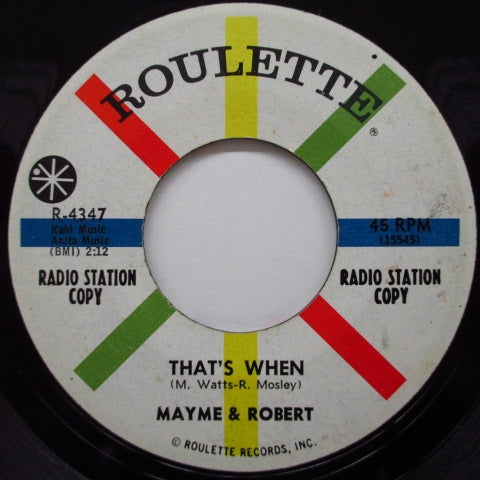 ROULETTE
®
R-4347
Kahl Music
Anita Music
(BMI) 2:12
45 RPM
(15545)
RADIO STATION
COPY
RADIO STATION
COPY
THAT'S WHEN
(M. Watts-R. Mosley)
MAYME & ROBERT
© ROULETTE RECORDS, INC.